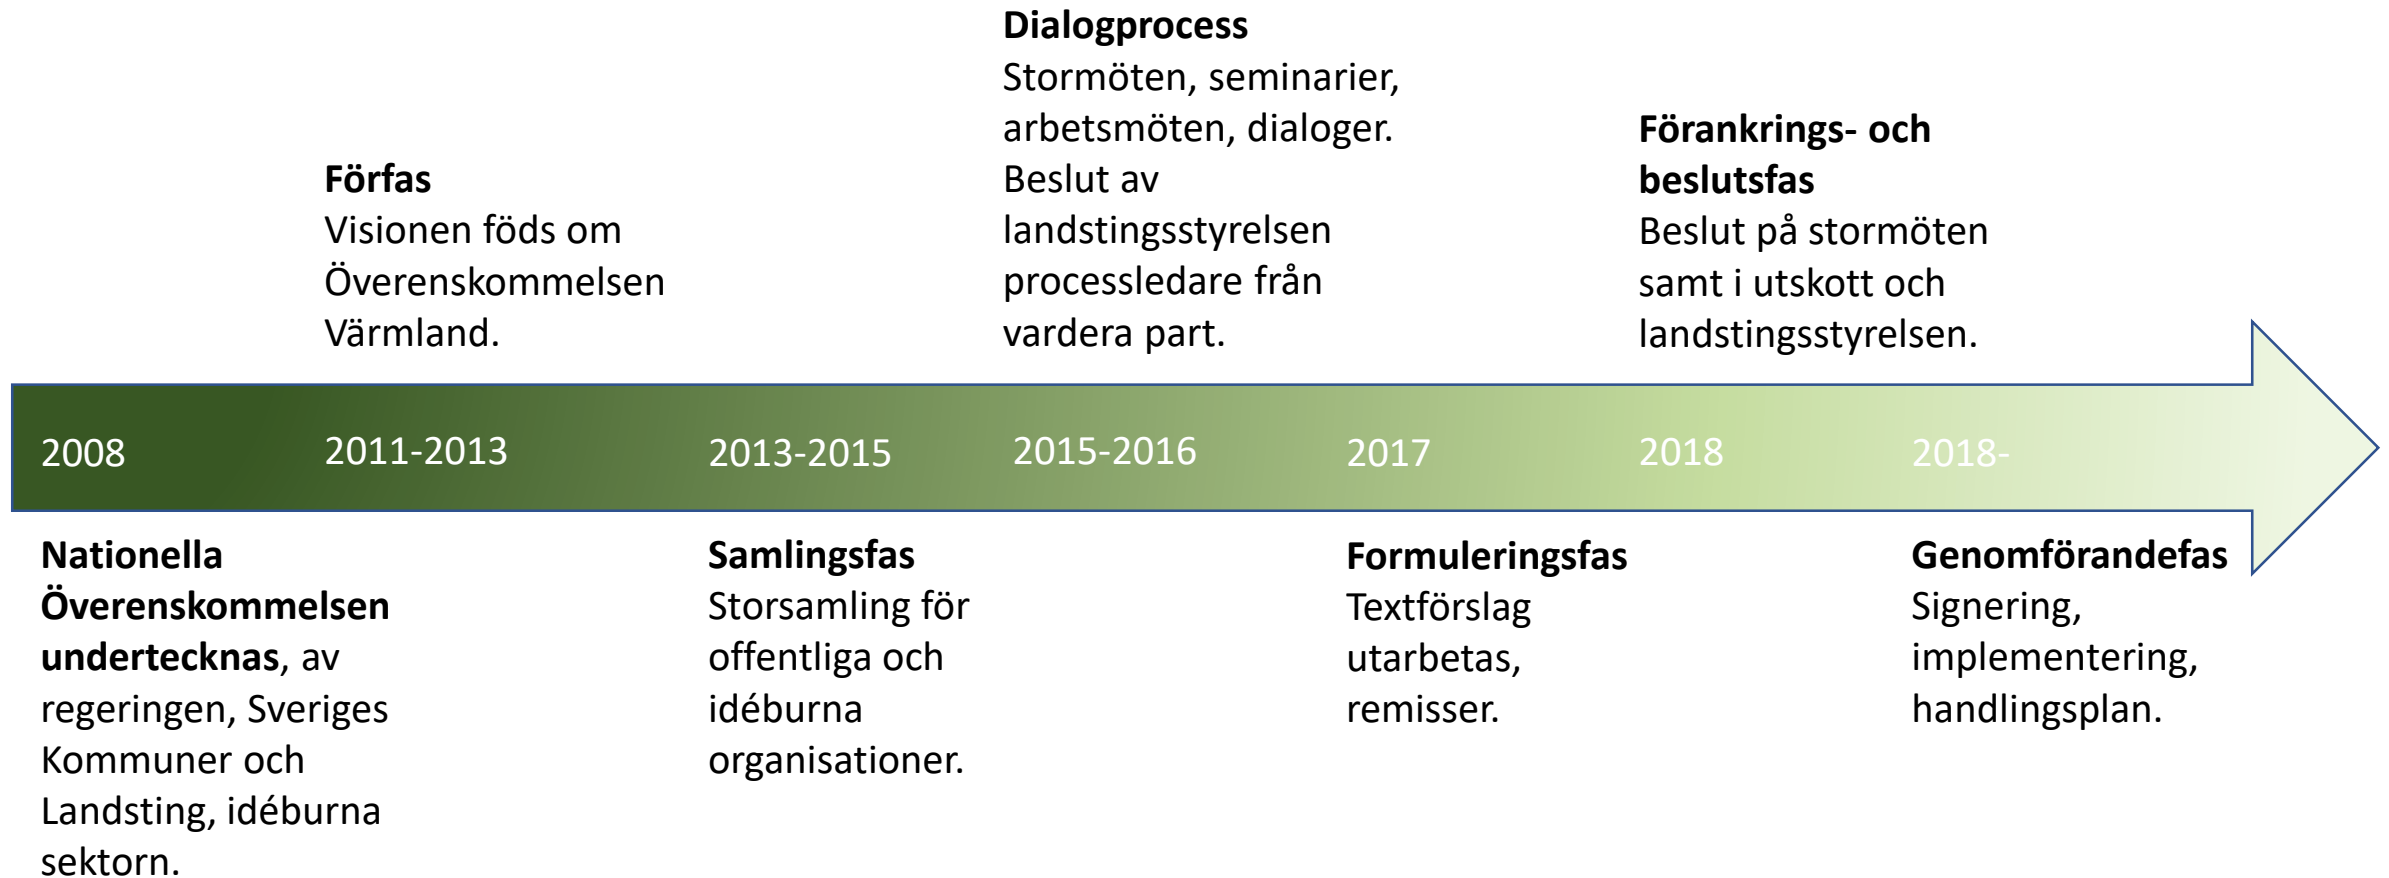 Dialogprocess
Stormöten, seminarier,
arbetsmöten, dialoger.
Beslut av
landstingsstyrelsen
processledare från
vardera part.
Förankrings- och
beslutsfas
Beslut på stormöten
samt i utskott och
landstingsstyrelsen.
Förfas
Visionen föds om
Överenskommelsen
Värmland.
2008
2011-2013
2013-2015
2015-2016
2017
2018
2018-
Nationella
Överenskommelsen
undertecknas, av
regeringen, Sveriges
Kommuner och
Landsting, idéburna
sektorn.
Samlingsfas
Storsamling för
offentliga och
idéburna
organisationer.
Formuleringsfas
Textförslag
utarbetas,
remisser.
Genomförandefas
Signering,
implementering,
handlingsplan.